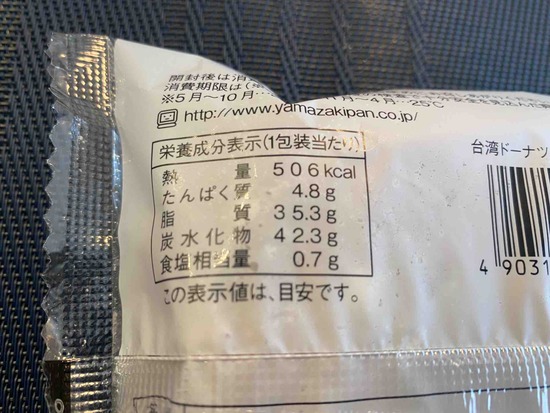 開封後は消
消費期限は
※5月〜10月… 4月…25℃
http://www.yamazakipan.co.jp/
栄養成分表示(1包装当たり)
熱量 506kcal
たんぱく質 4.8g
脂質 35.3g
炭水化物 42.3g
食塩相当量 0.7g
この表示値は、目安です。
台湾ドーナツ
4 9031